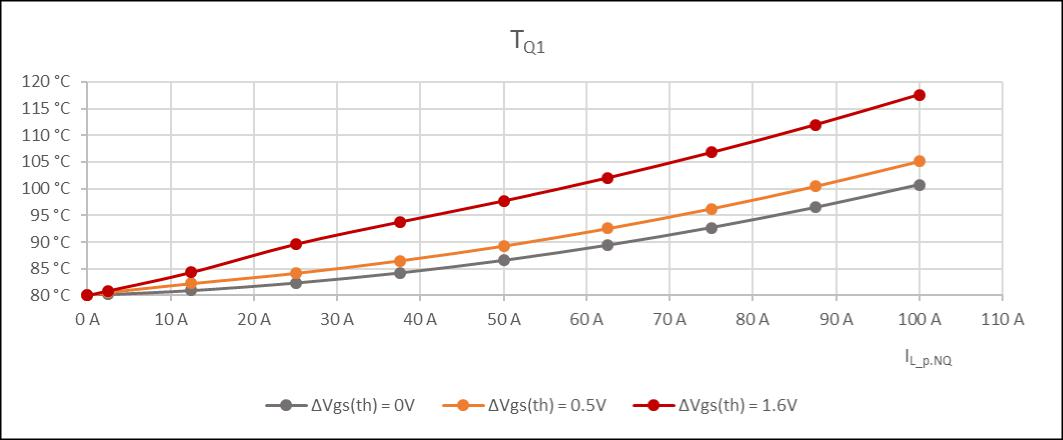 TQ1
120 °C
115 °C
110 °C
105 °C
100 °C
95 °C
90 °C
85 °C
80 °C
0 A 10 A 20 A 30 A 40 A 50 A 60 A 70 A 80 A 90 A 100 A 110 A
IL_p.NQ
ΔVgs(th) = 0V ΔVgs(th) = 0.5V ΔVgs(th) = 1.6V